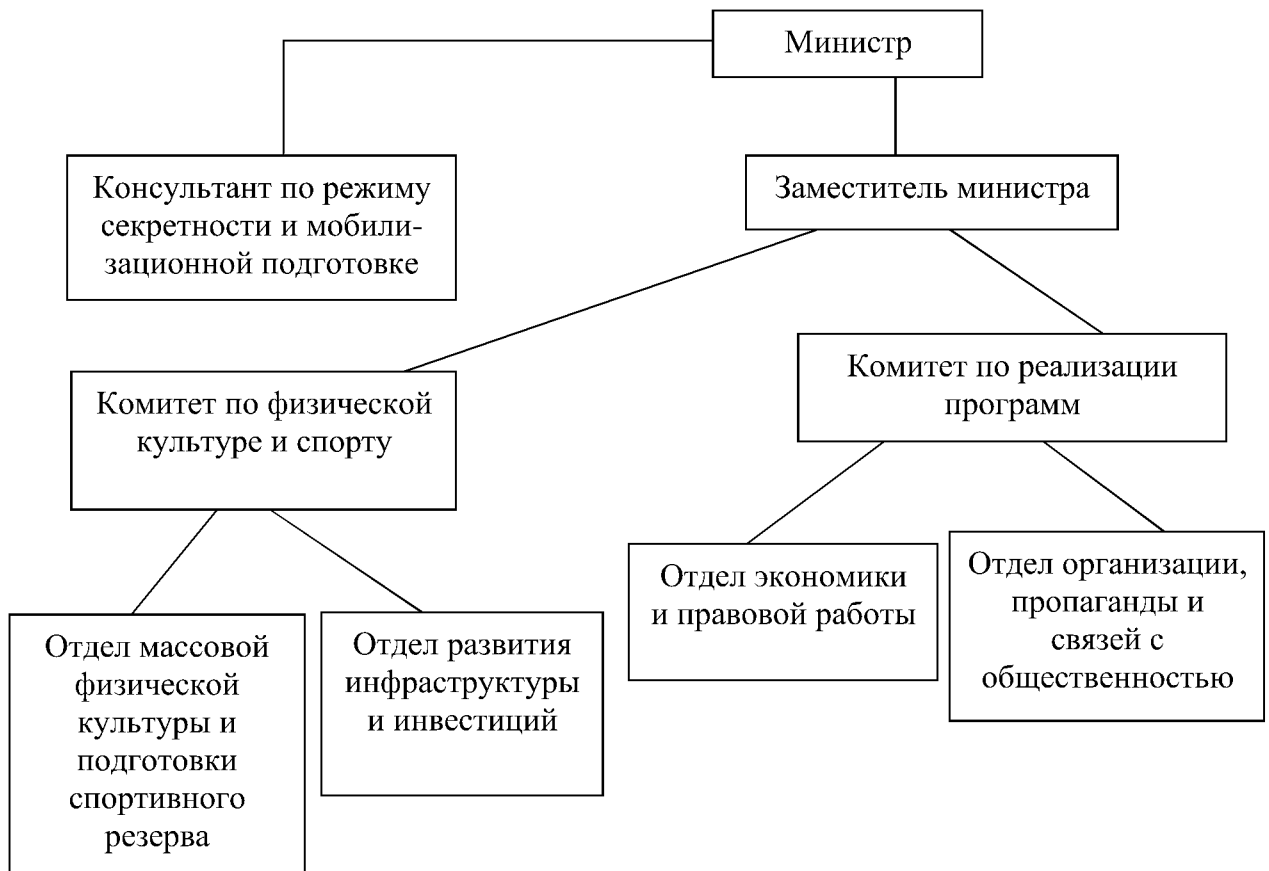 Министр
Консультант по режиму
секретности и мобили-
зационной подготовке
Заместитель министра
Комитет по физической
культуре и спорту
Комитет по реализации
программ
Отдел массовой
физической
культуры и
подготовки
спортивного
резерва
Отдел развития
инфраструктуры
и инвестиций
Отдел экономики
и правовой работы
Отдел организации,
пропаганды и
связей с
общественностью